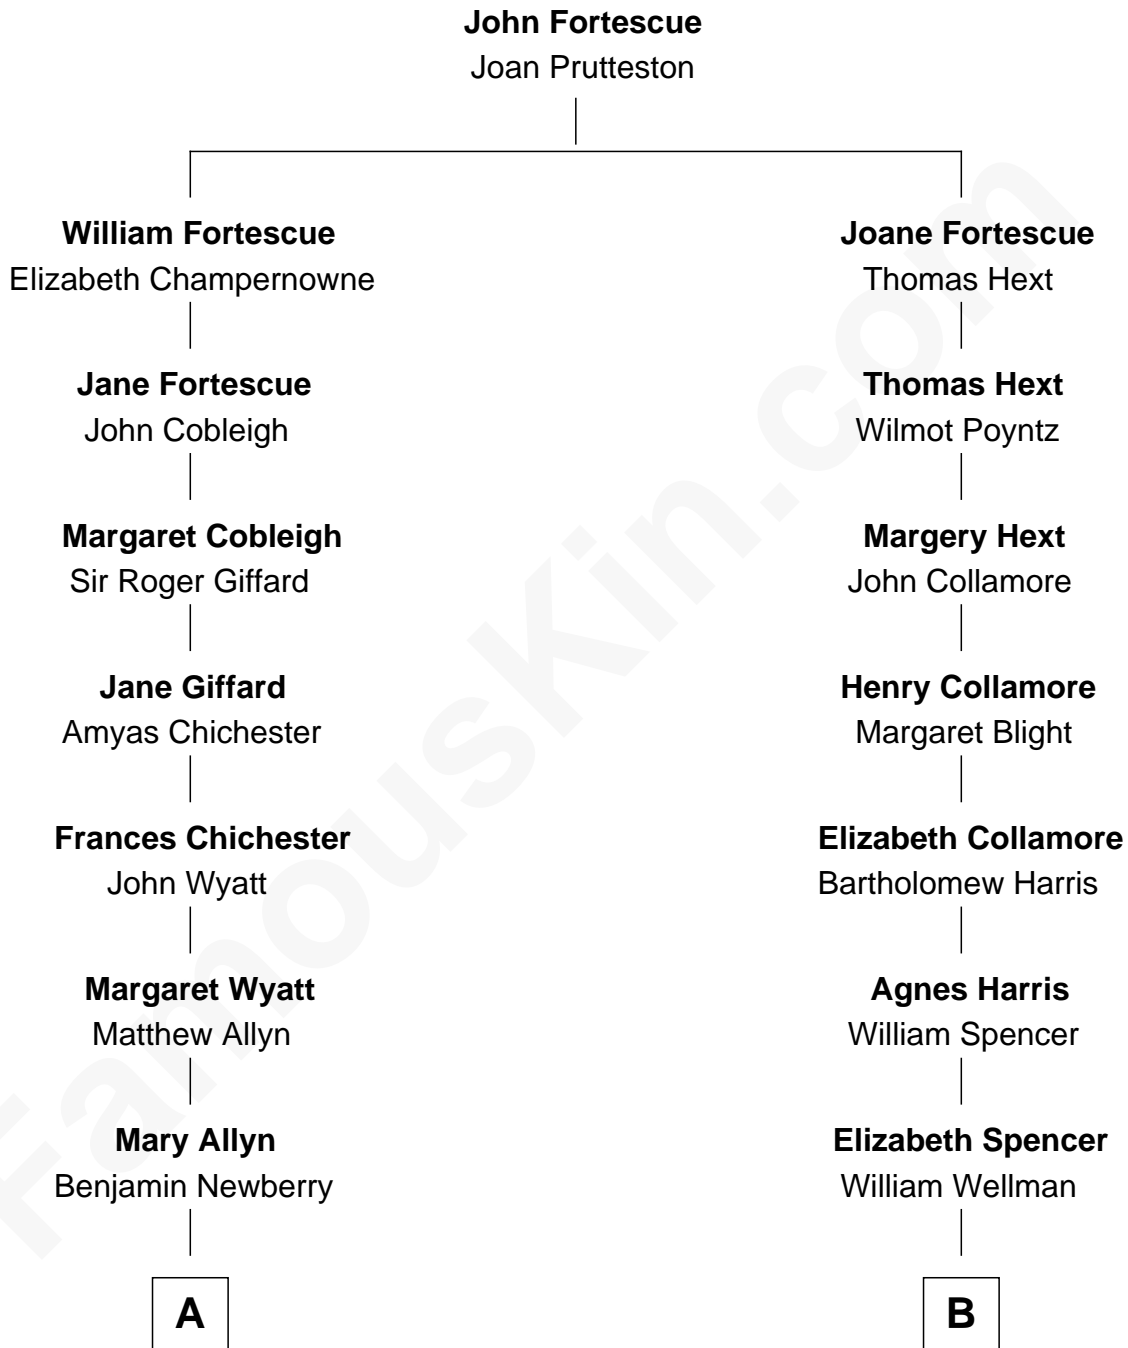 John Fortescue
Joan Prutteston
William Fortescue
Elizabeth Champernowne
Joane Fortescue
Thomas Hext
Jane Fortescue
John Cobleigh
Thomas Hext
Wilmot Poyntz
Margaret Cobleigh
Sir Roger Giffard
Margery Hext
John Collamore
Jane Giffard
Amyas Chichester
Henry Collamore
Margaret Blight
Frances Chichester
John Wyatt
Elizabeth Collamore
Bartholomew Harris
Margaret Wyatt
Matthew Allyn
Agnes Harris
William Spencer
Mary Allyn
Benjamin Newberry
Elizabeth Spencer
William Wellman
A
B
FamousKin.com